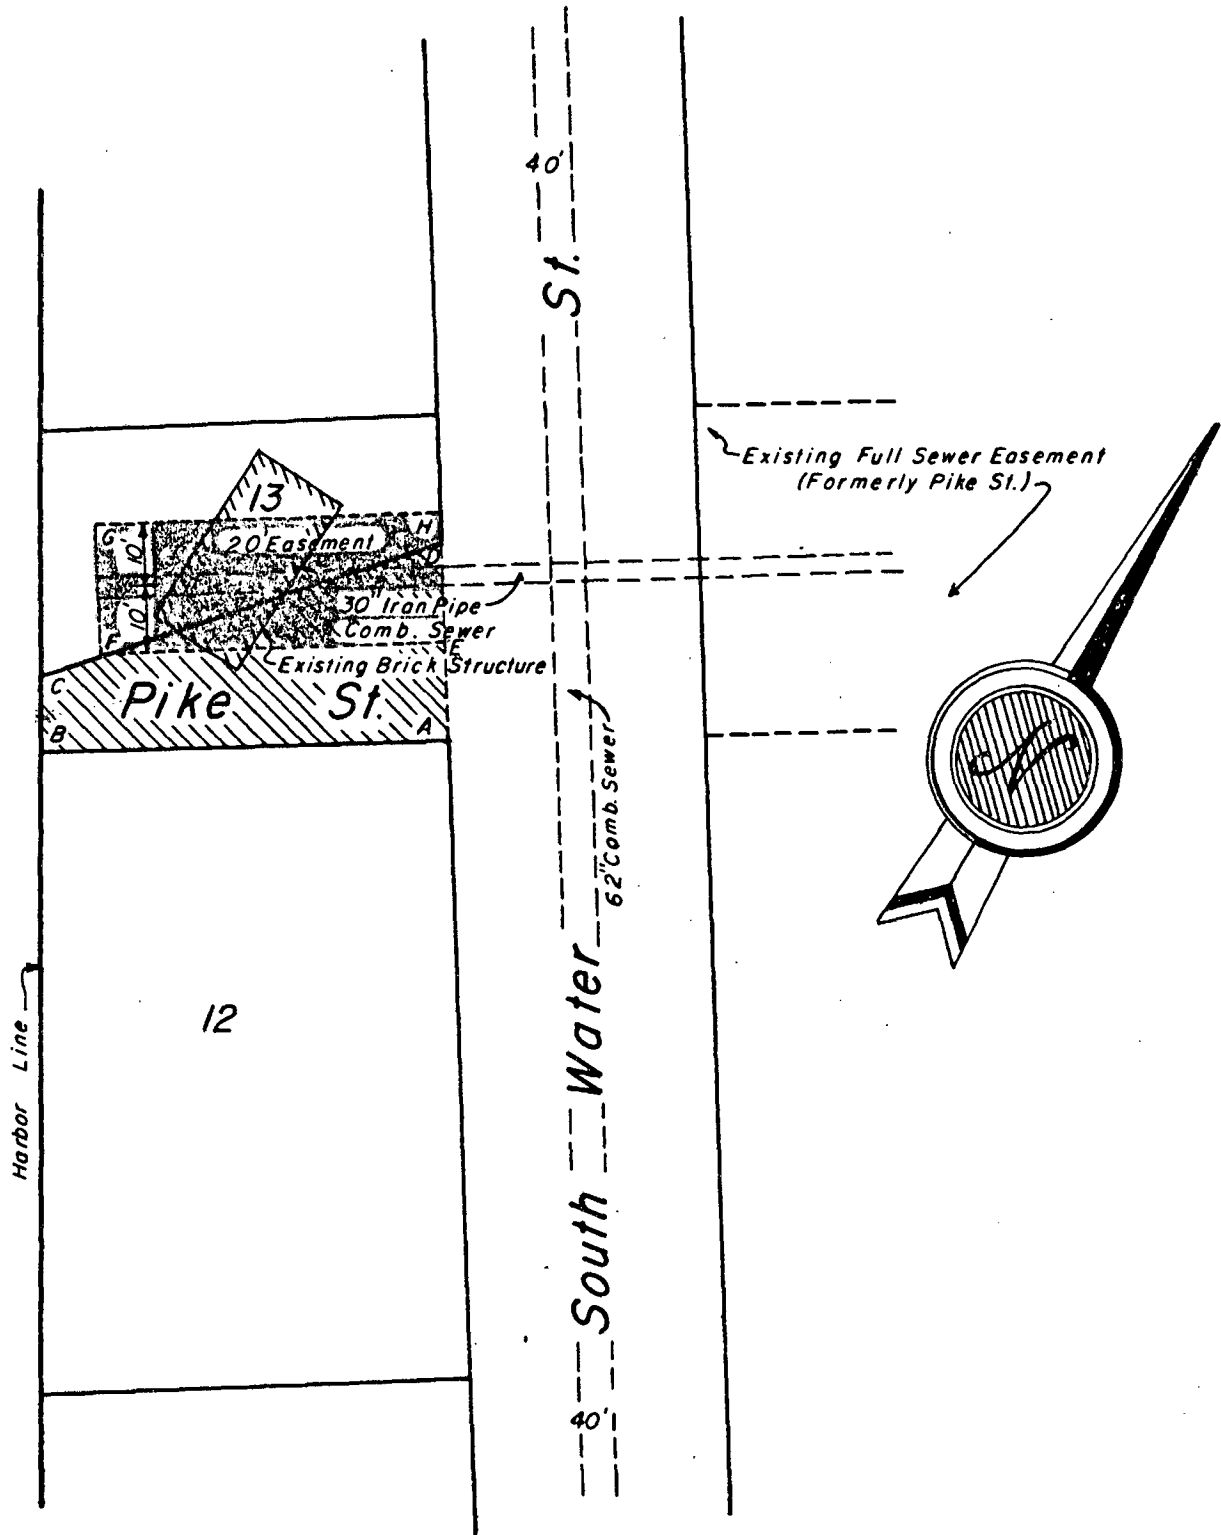 40'
St.
Existing Full Sewer Easement
(Formerly Pike St.)
13
G
H
10'
20' Easement
D
10'
30" Iron Pipe
Comb. Sewer
F
E
Existing Brick Structure
C
Pike St.
B
A
N
62" Comb. Sewer
Water
12
Harbor Line
South
40'